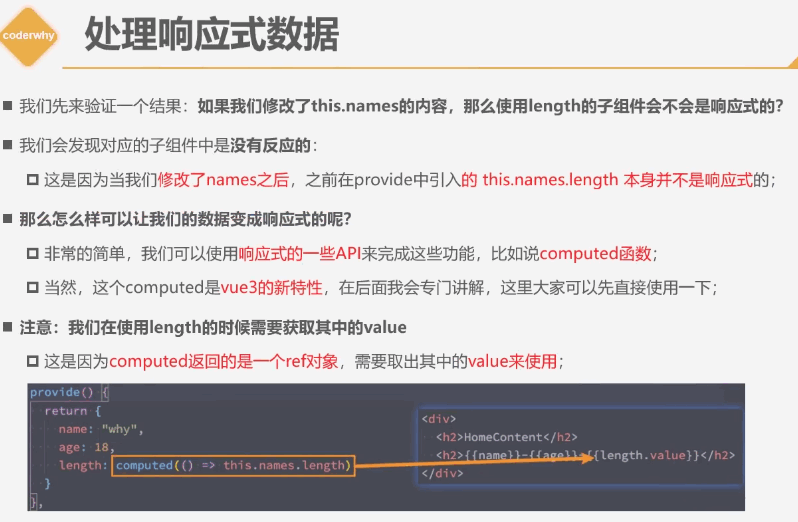 coderwhy
处理响应式数据
我们先来验证一个结果：如果我们修改了this.names的内容，那么使用length的子组件会不会是响应式的？
我们会发现对应的子组件中是没有反应的：
这是因为当我们修改了names之后，之前在provide中引入的 this.names.length 本身并不是响应式的；
那么怎么样可以让我们的数据变成响应式的呢？
非常的简单，我们可以使用响应式的一些API来完成这些功能，比如说computed函数；
当然，这个computed是vue3的新特性，在后面我会专门讲解，这里大家可以先直接使用一下；
注意：我们在使用length的时候需要获取其中的value
这是因为computed返回的是一个ref对象，需要取出其中的value来使用；
provide() {
return {
name: "why",
age: 18,
length: computed(() => this.names.length)
}
},
<div>
<h2>HomeContent</h2>
<h2>{{name}}-{{age}}-{{length.value}}</h2>
</div>